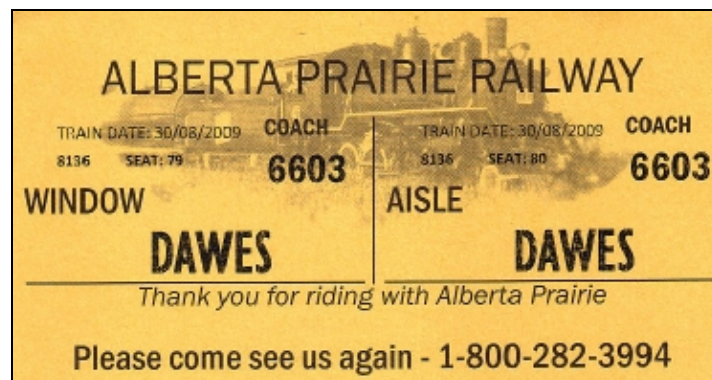 ALBERTA PRAIRIE RAILWAY
TRAIN DATE: 30/08/2009 COACH
8136 SEAT: 79 6603
WINDOW
DAWES
TRAIN DATE: 30/08/2009 COACH
8136 SEAT: 80 6603
AISLE
DAWES
Thank you for riding with Alberta Prairie
Please come see us again - 1-800-282-3994